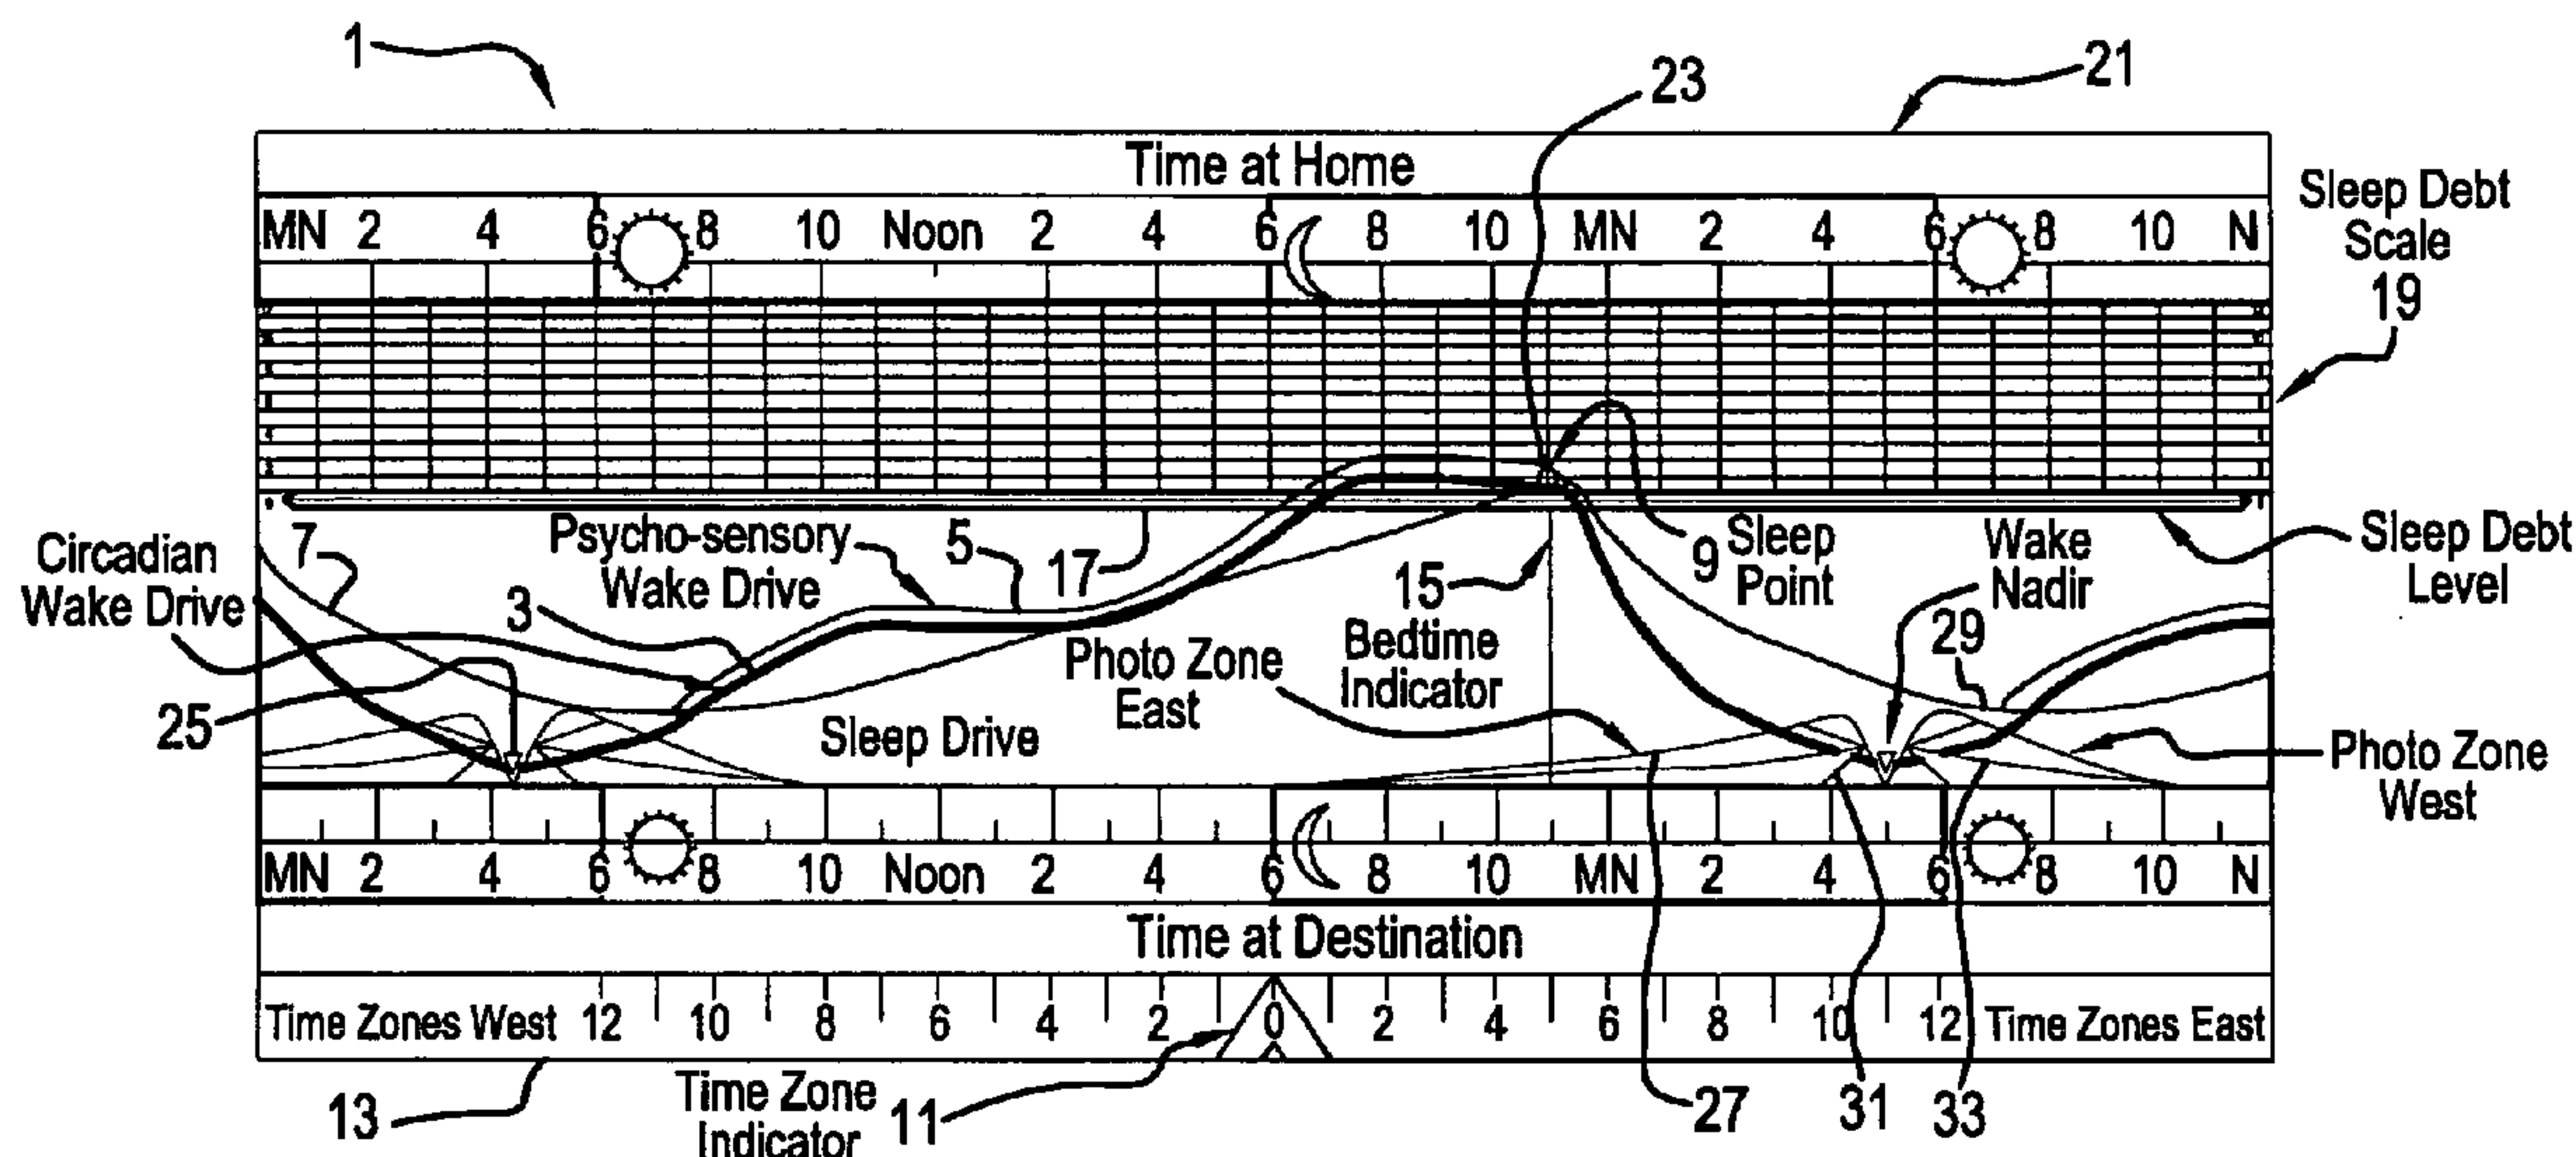 1
21
23
Time at Home
Sleep Debt
Scale
19
MN 2 4 6 8 10 Noon 2 4 6 8 10 MN 2 4 6 8 10 N
Circadian
Wake Drive
7
Psycho-sensory
Wake Drive
5
17
3
25
15
9
Sleep
Point
Wake
Nadir
29
Sleep Debt
Level
Photo Zone
East
Bedtime
Indicator
Sleep Drive
Photo Zone
West
MN 2 4 6 8 10 Noon 2 4 6 8 10 MN 2 4 6 8 10 N
Time at Destination
Time Zones West 12 10 8 6 4 2 0 2 4 6 8 10 12 Time Zones East
13
Time Zone
Indicator
11
27
31
33